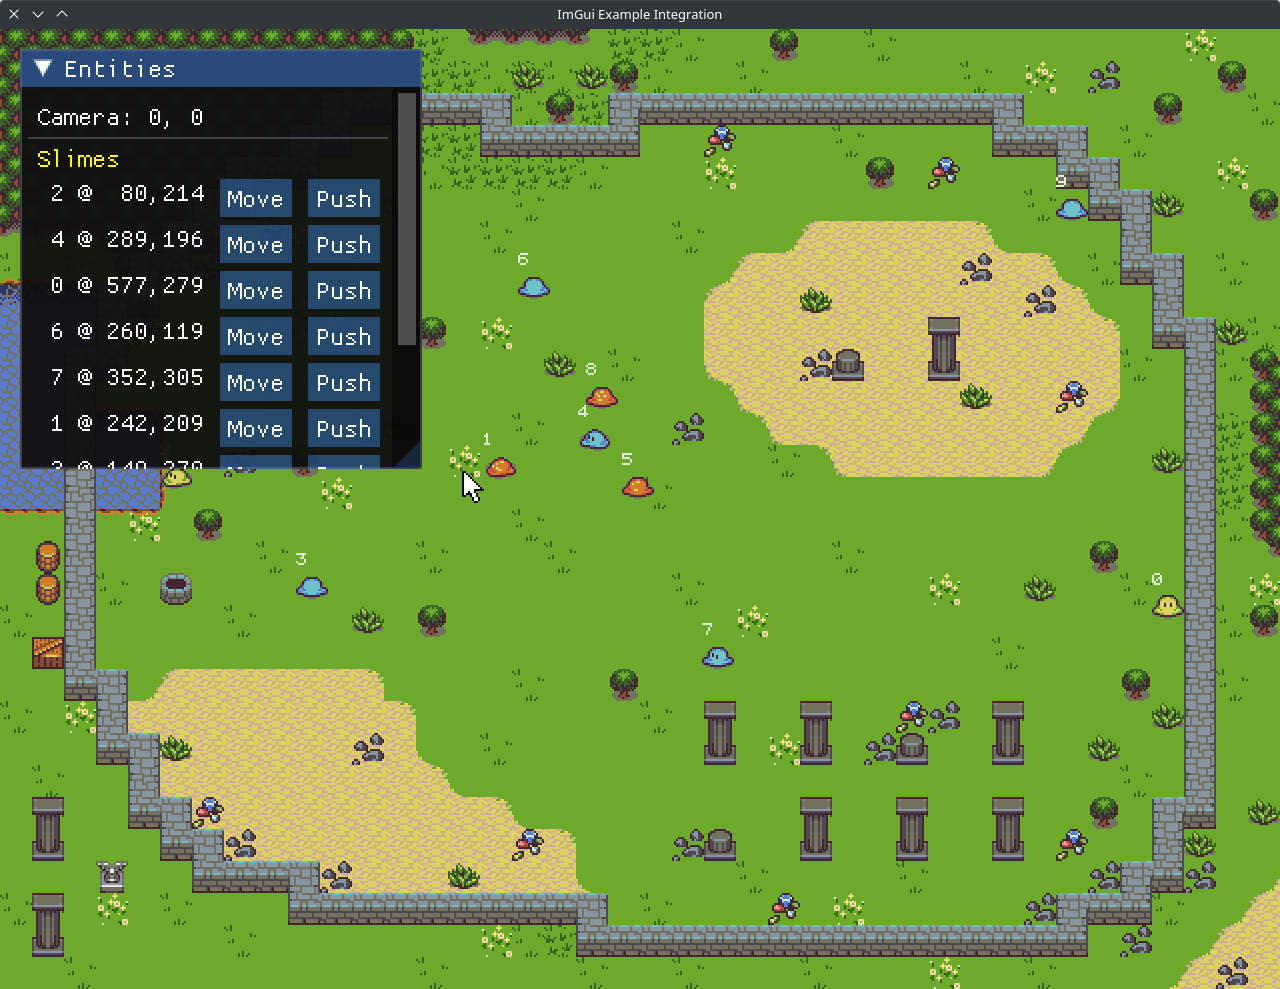 ImGui Example Integration
Entities
Camera: 0, 0
Slimes
2 @ 80,214 Move Push
4 @ 289,196 Move Push
0 @ 577,279 Move Push
6 @ 260,119 Move Push
7 @ 352,305 Move Push
1 @ 242,209 Move Push
9
6
8
4
1
5
3
0
7